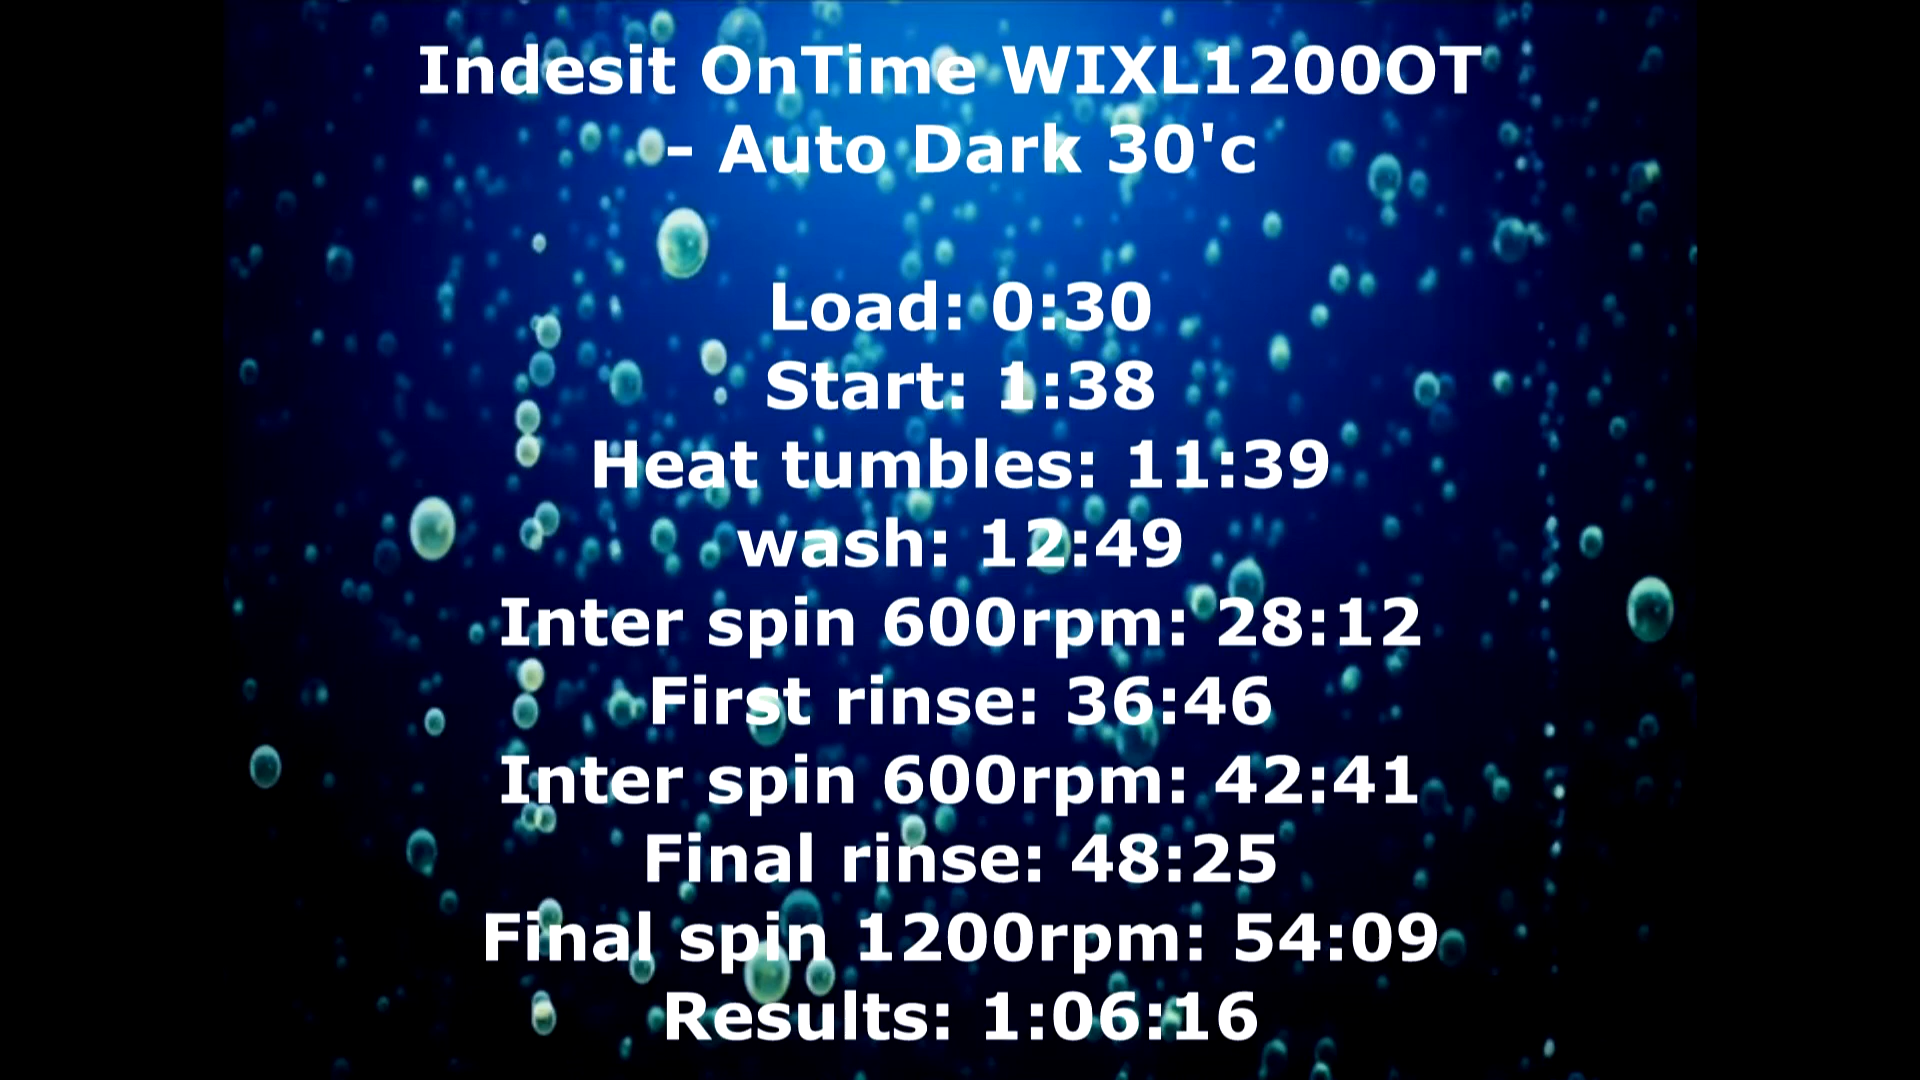 Indesit OnTime WIXL1200OT
- Auto Dark 30'c
Load: 0:30
Start: 1:38
Heat tumbles: 11:39
wash: 12:49
Inter spin 600rpm: 28:12
First rinse: 36:46
Inter spin 600rpm: 42:41
Final rinse: 48:25
Final spin 1200rpm: 54:09
Results: 1:06:16